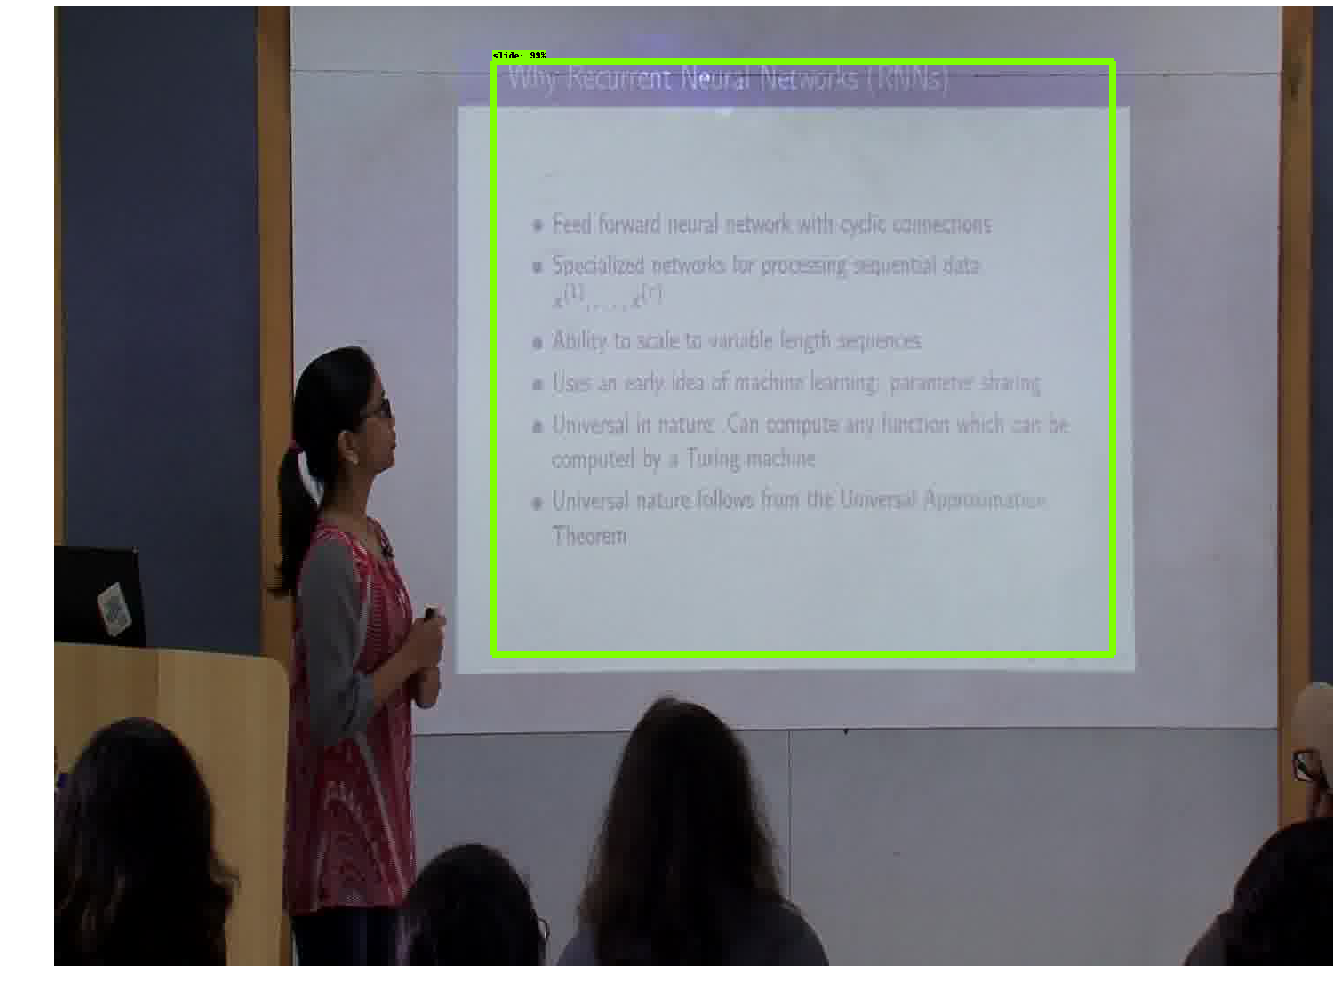 slide: 99%
Why Recurrent Neural Networks (RNNs)
Feed forward neural network with cyclic connections
Specialized networks for processing sequential data
x^(1), . . . , x^(τ)
Ability to scale to variable length sequences
Uses an early idea of machine learning: parameter sharing
Universal in nature: Can compute any function which can be
computed by a Turing machine
Universal nature follows from the Universal Approximation
Theorem